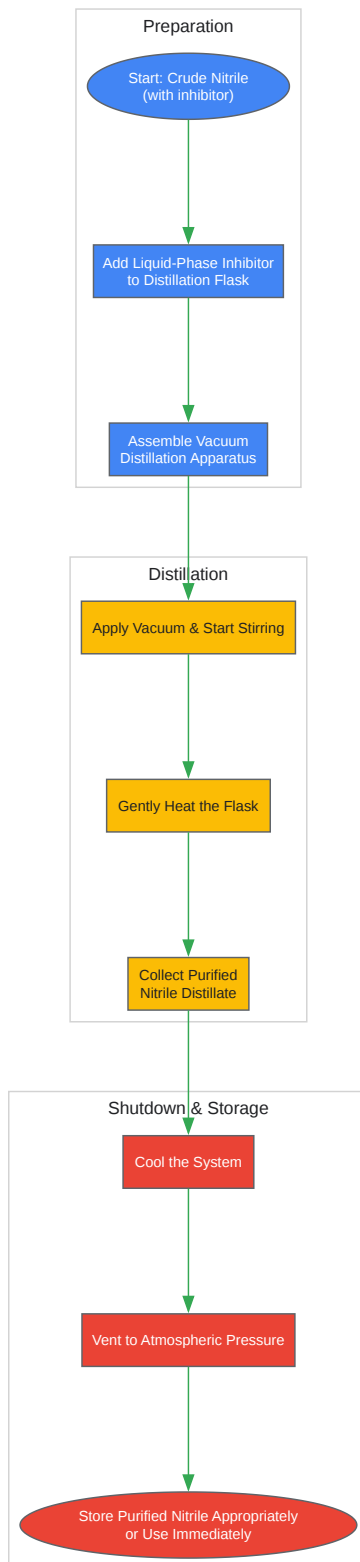 Preparation
Start: Crude Nitrile
(with inhibitor)
Add Liquid-Phase Inhibitor
to Distillation Flask
Assemble Vacuum
Distillation Apparatus
Distillation
Apply Vacuum & Start Stirring
Gently Heat the Flask
Collect Purified
Nitrile Distillate
Shutdown & Storage
Cool the System
Vent to Atmospheric Pressure
Store Purified Nitrile Appropriately
or Use Immediately